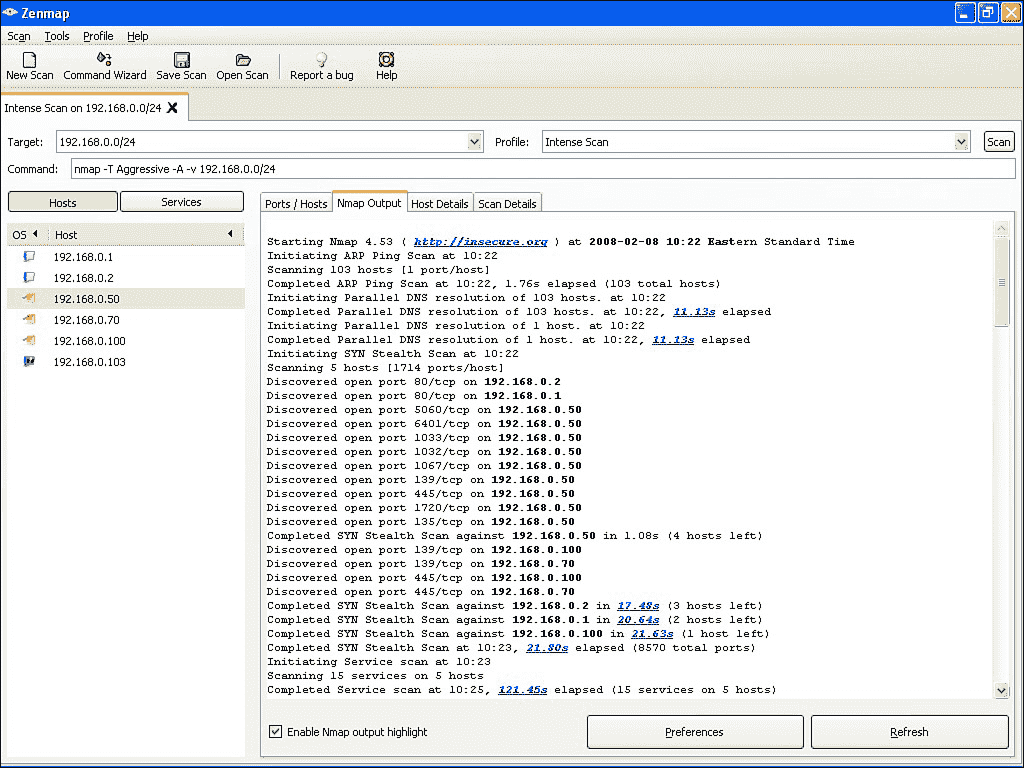 Zenmap
Scan Tools Profile Help
New Scan Command Wizard Save Scan Open Scan Report a bug Help
Intense Scan on 192.168.0.0/24
Target: 192.168.0.0/24 Profile: Intense Scan Scan
Command: nmap -T Aggressive -A -v 192.168.0.0/24
Hosts Services
OS Host
192.168.0.1
192.168.0.2
192.168.0.50
192.168.0.70
192.168.0.100
192.168.0.103
Ports / Hosts Nmap Output Host Details Scan Details
Starting Nmap 4.53 ( http://insecure.org ) at 2008-02-08 10:22 Eastern Standard Time
Initiating ARP Ping Scan at 10:22
Scanning 103 hosts [1 port/host]
Completed ARP Ping Scan at 10:22, 1.76s elapsed (103 total hosts)
Initiating Parallel DNS resolution of 103 hosts. at 10:22
Completed Parallel DNS resolution of 103 hosts. at 10:22, 11.13s elapsed
Initiating Parallel DNS resolution of 1 host. at 10:22
Completed Parallel DNS resolution of 1 host. at 10:22, 11.13s elapsed
Initiating SYN Stealth Scan at 10:22
Scanning 5 hosts [1714 ports/host]
Discovered open port 80/tcp on 192.168.0.2
Discovered open port 80/tcp on 192.168.0.1
Discovered open port 5060/tcp on 192.168.0.50
Discovered open port 6401/tcp on 192.168.0.50
Discovered open port 1033/tcp on 192.168.0.50
Discovered open port 1032/tcp on 192.168.0.50
Discovered open port 1067/tcp on 192.168.0.50
Discovered open port 139/tcp on 192.168.0.50
Discovered open port 445/tcp on 192.168.0.50
Discovered open port 1720/tcp on 192.168.0.50
Discovered open port 135/tcp on 192.168.0.50
Completed SYN Stealth Scan against 192.168.0.50 in 1.08s (4 hosts left)
Discovered open port 139/tcp on 192.168.0.100
Discovered open port 139/tcp on 192.168.0.70
Discovered open port 445/tcp on 192.168.0.100
Discovered open port 445/tcp on 192.168.0.70
Completed SYN Stealth Scan against 192.168.0.2 in 17.48s (3 hosts left)
Completed SYN Stealth Scan against 192.168.0.1 in 20.64s (2 hosts left)
Completed SYN Stealth Scan against 192.168.0.100 in 21.63s (1 host left)
Completed SYN Stealth Scan at 10:23, 21.80s elapsed (8570 total ports)
Initiating Service scan at 10:23
Scanning 15 services on 5 hosts
Completed Service scan at 10:25, 121.45s elapsed (15 services on 5 hosts)
Enable Nmap output highlight Preferences Refresh